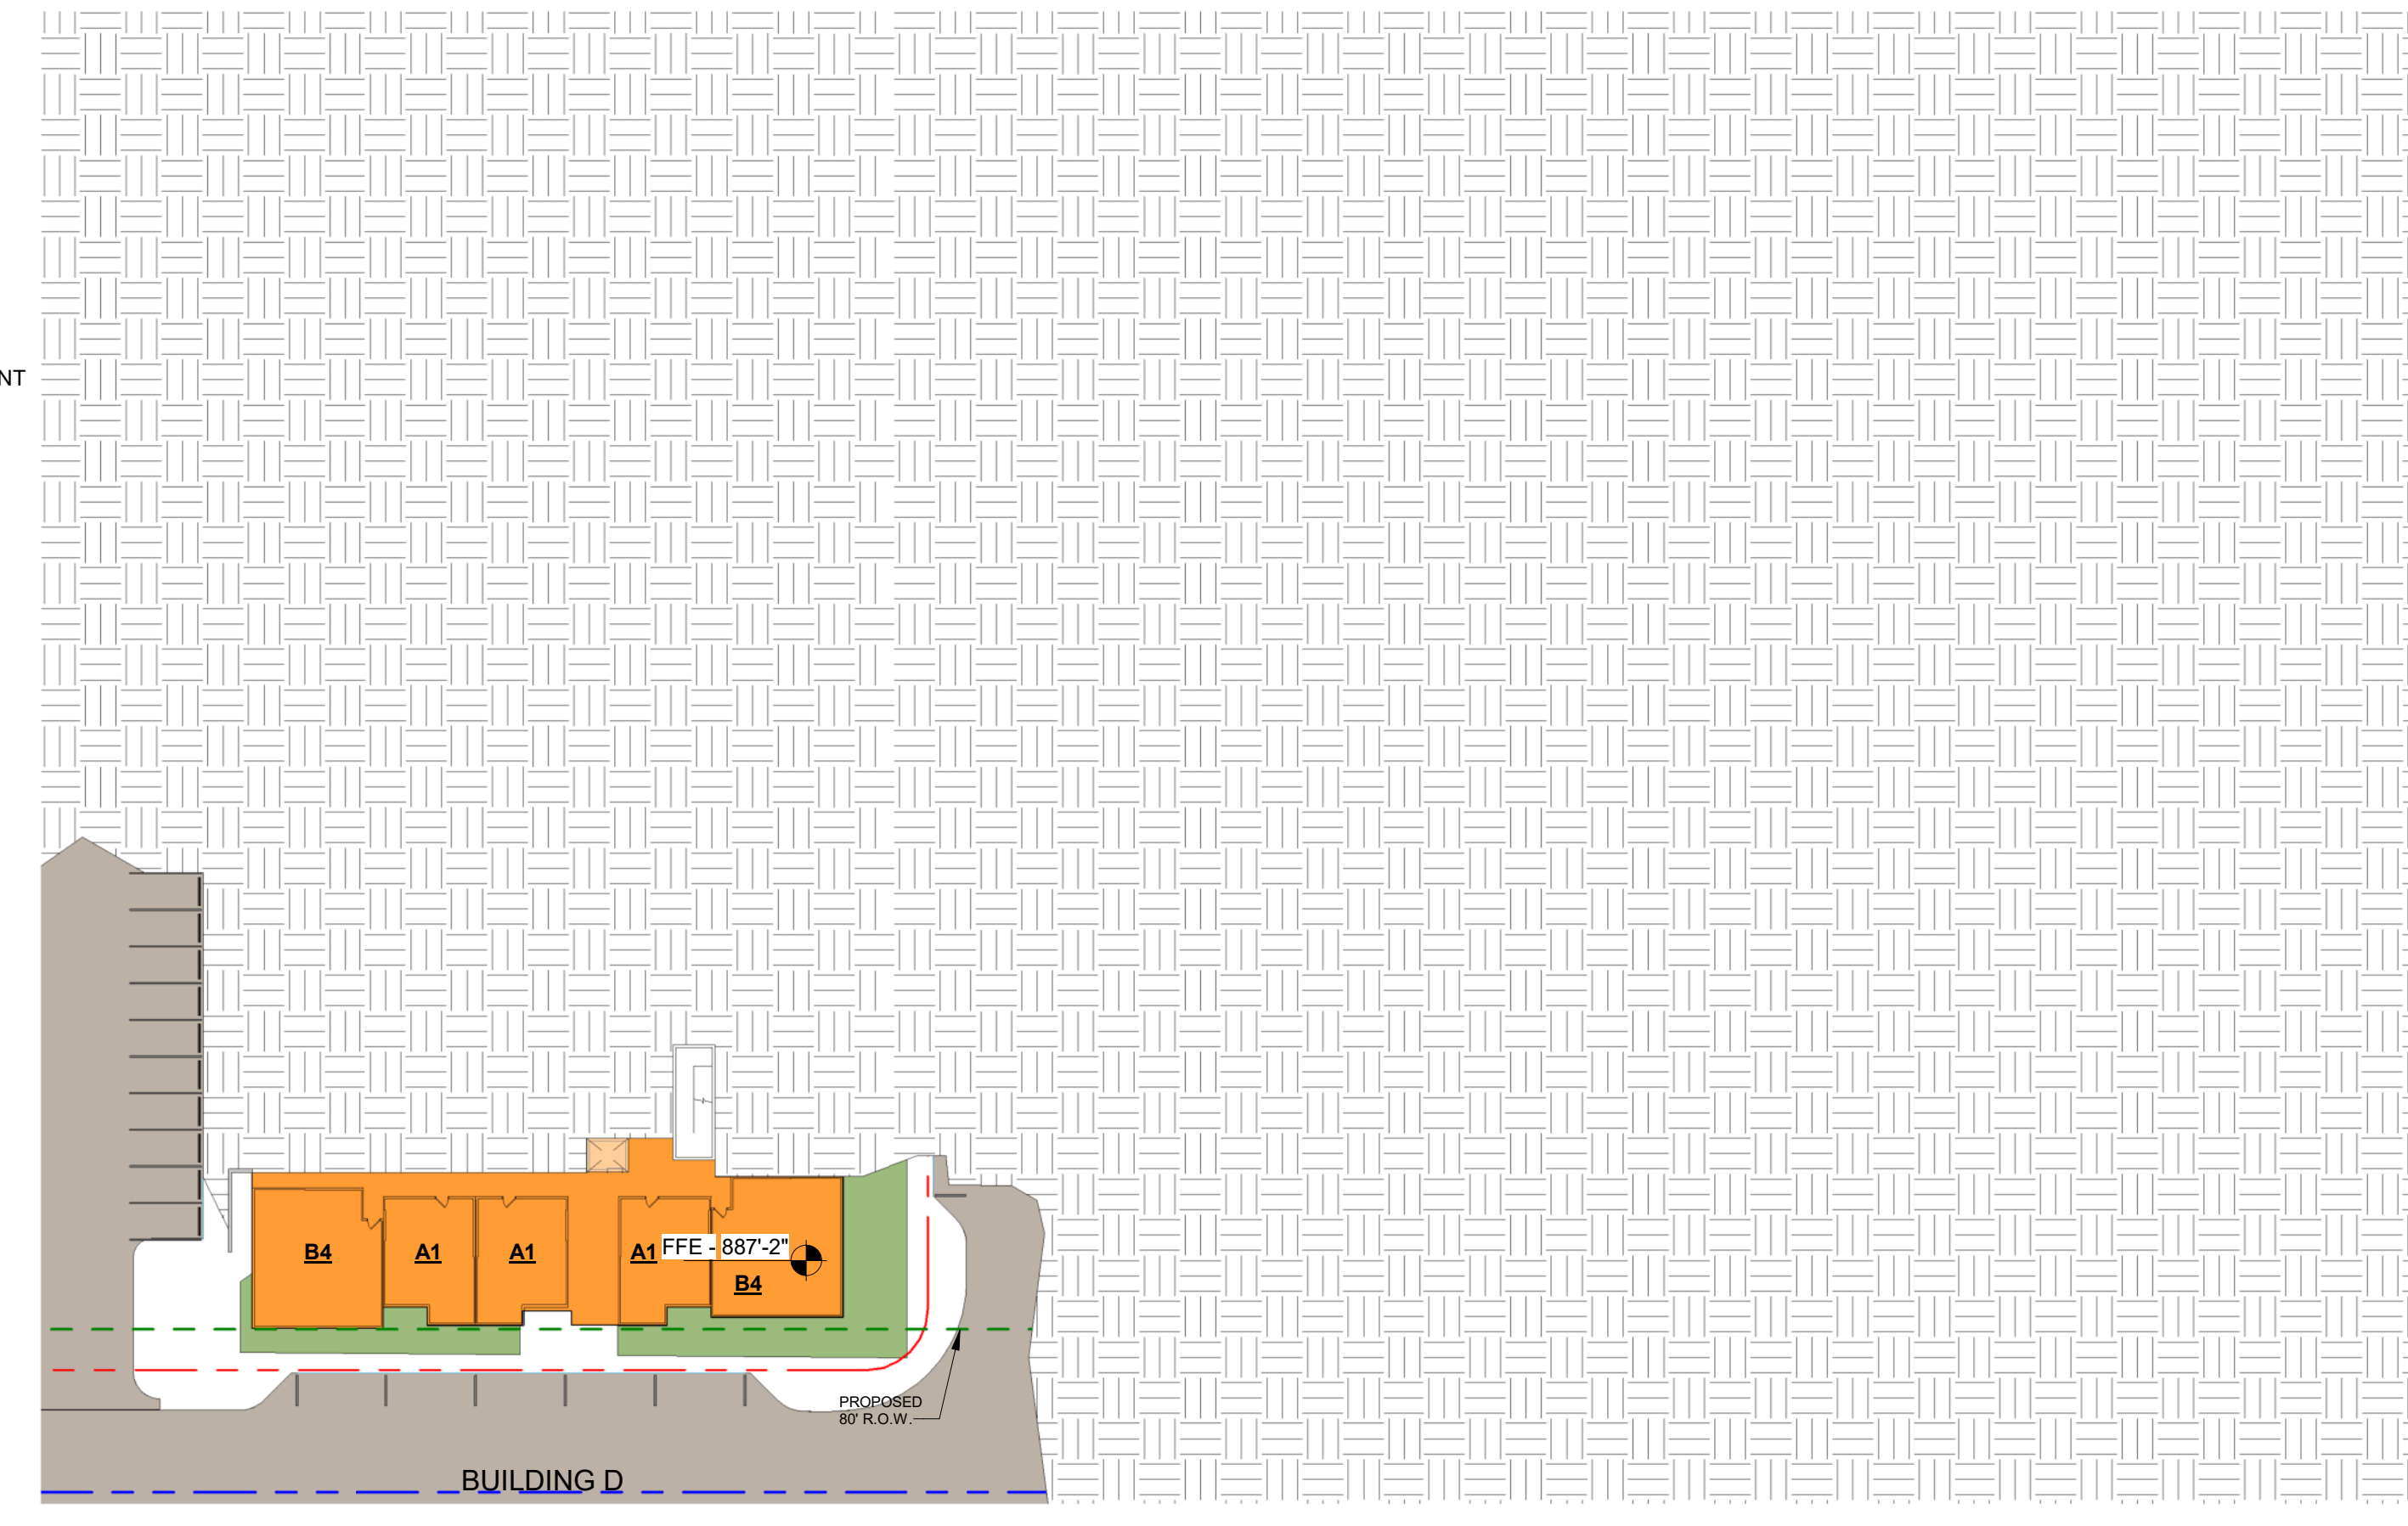 NT
B4
A1
A1
A1
FFE - 887'-2"
B4
PROPOSED
80' R.O.W.
BUILDING D